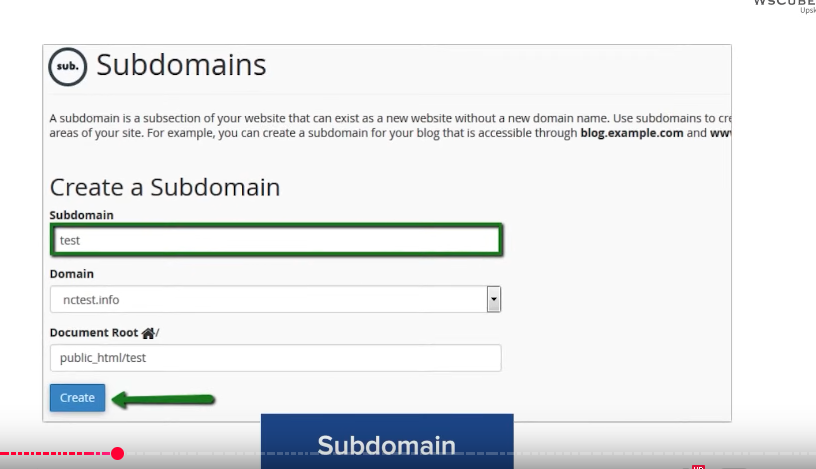 WSCUBE
Upsk
sub.
Subdomains
A subdomain is a subsection of your website that can exist as a new website without a new domain name. Use subdomains to cre
areas of your site. For example, you can create a subdomain for your blog that is accessible through blog.example.com and www
Create a Subdomain
Subdomain
test
Domain
nctest.info
Document Root /
public_html/test
Create
Subdomain